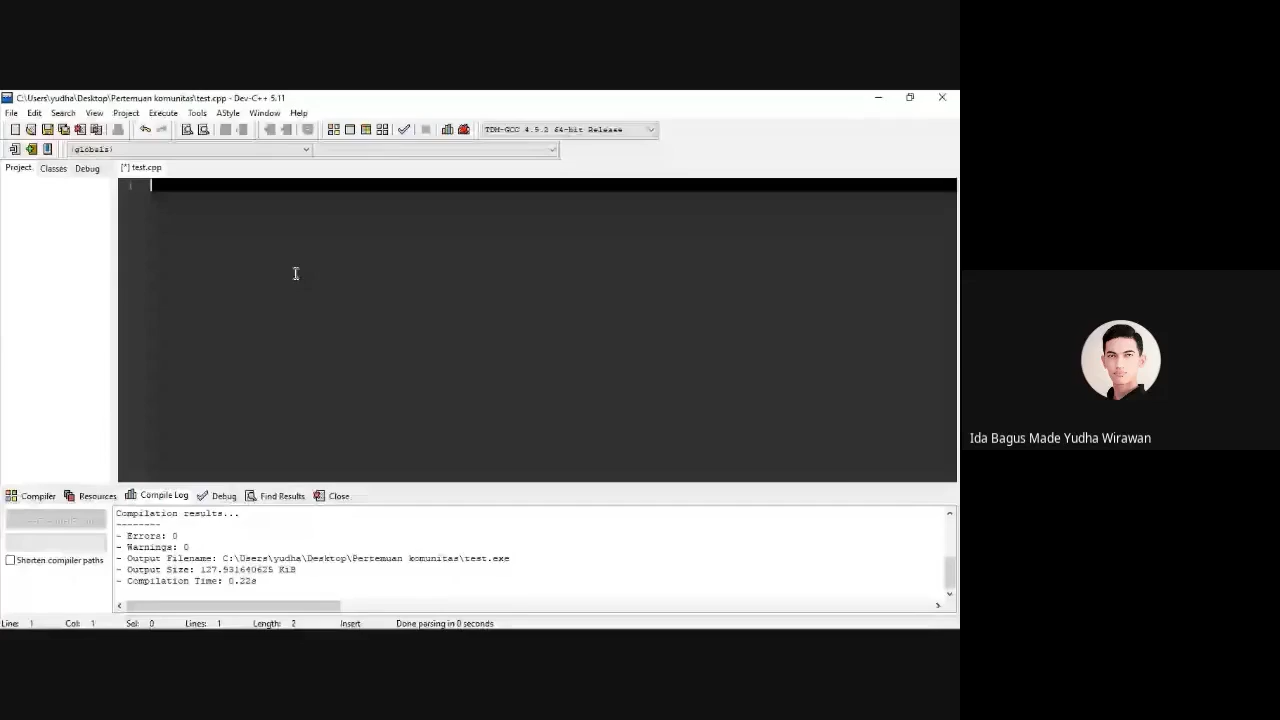 C:\Users\yudha\Desktop\Pertemuan komunitas\test.cpp - Dev-C++ 5.11
File Edit Search View Project Execute Tools AStyle Window Help
TDM-GCC 4.9.2 64-bit Release
(globals)
Project Classes Debug
[*] test.cpp
1
Compiler Resources Compile Log Debug Find Results Close
Compilation results...
--------
- Errors: 0
- Warnings: 0
- Output Filename: C:\Users\yudha\Desktop\Pertemuan komunitas\test.exe
- Output Size: 127.931640625 KiB
- Compilation Time: 0.22s
Shorten compiler paths
Line: 1 Col: 1 Sel: 0 Lines: 1 Length: 2 Insert Done parsing in 0 seconds
Ida Bagus Made Yudha Wirawan